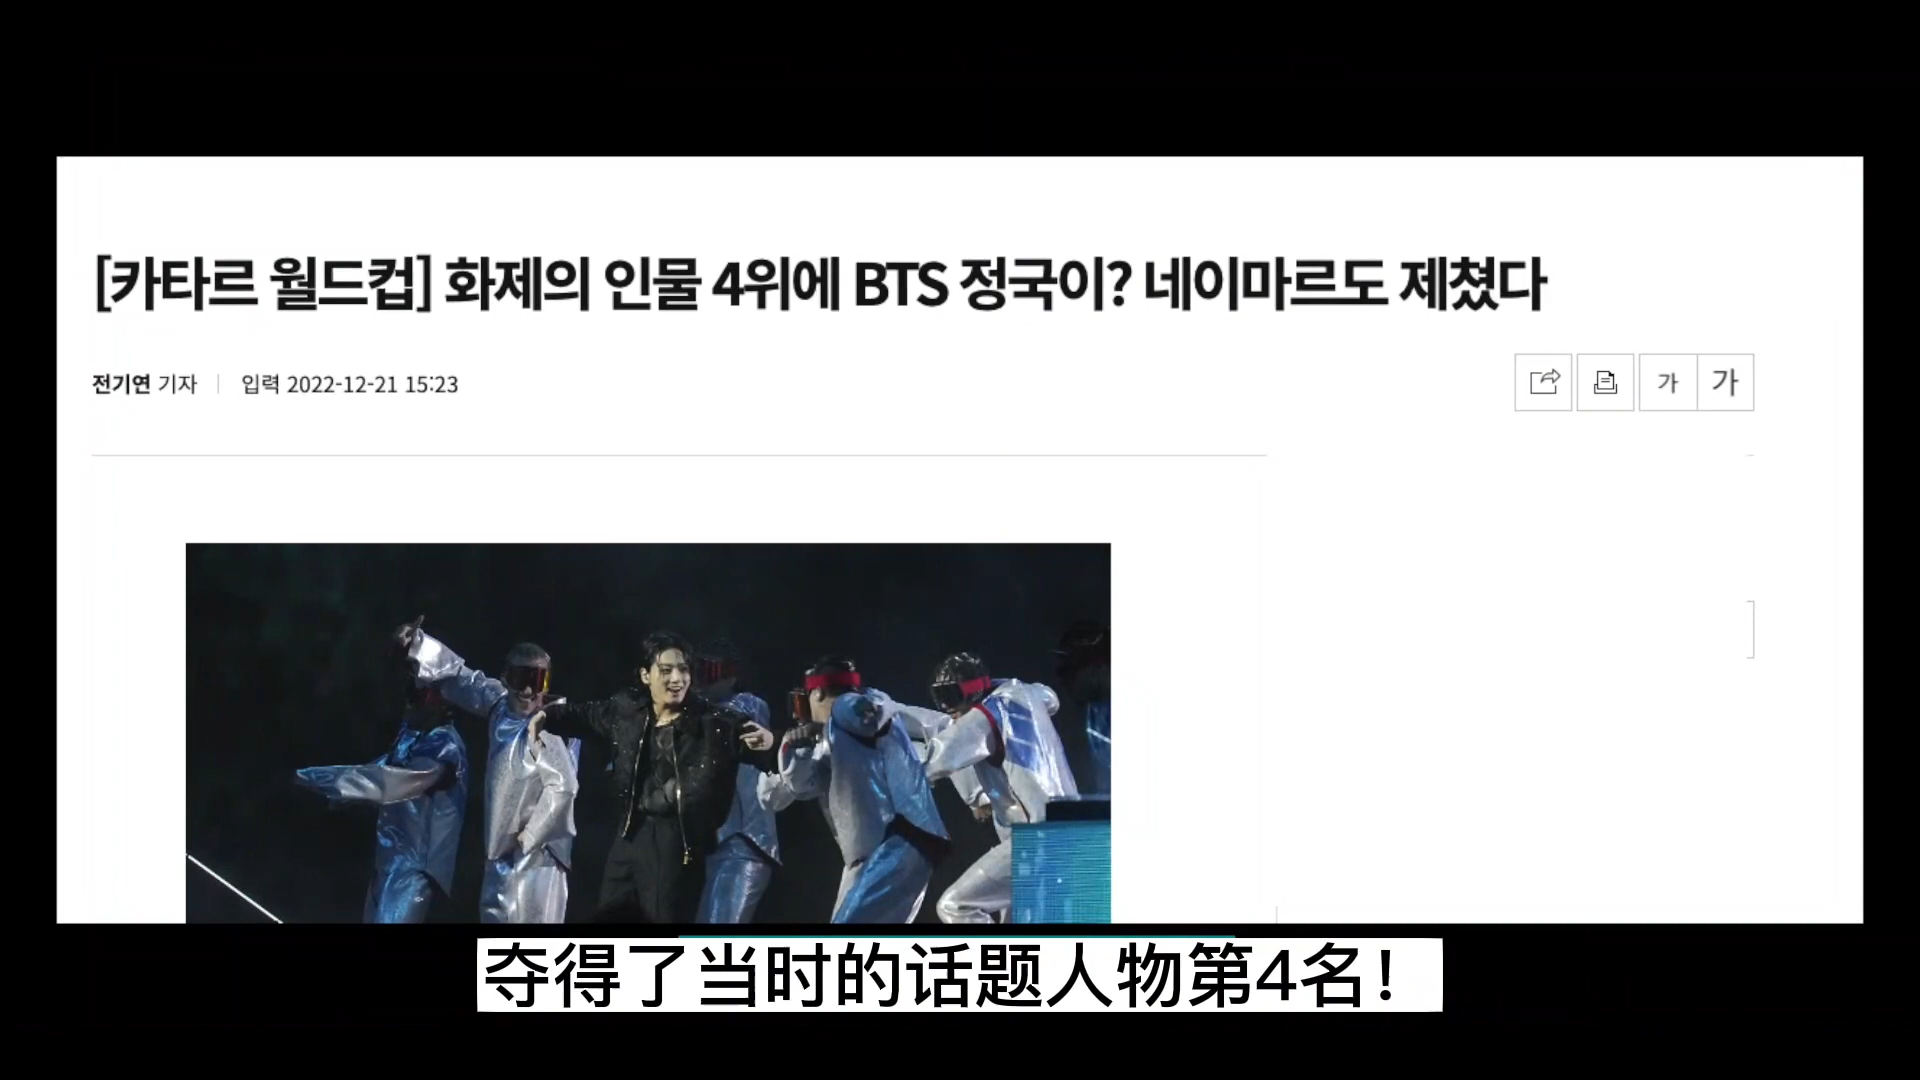 [카타르 월드컵] 화제의 인물 4위에 BTS 정국이? 네이마르도 제쳤다
전기연 기자 | 입력 2022-12-21 15:23
가 가
夺得了当时的话题人物第4名！